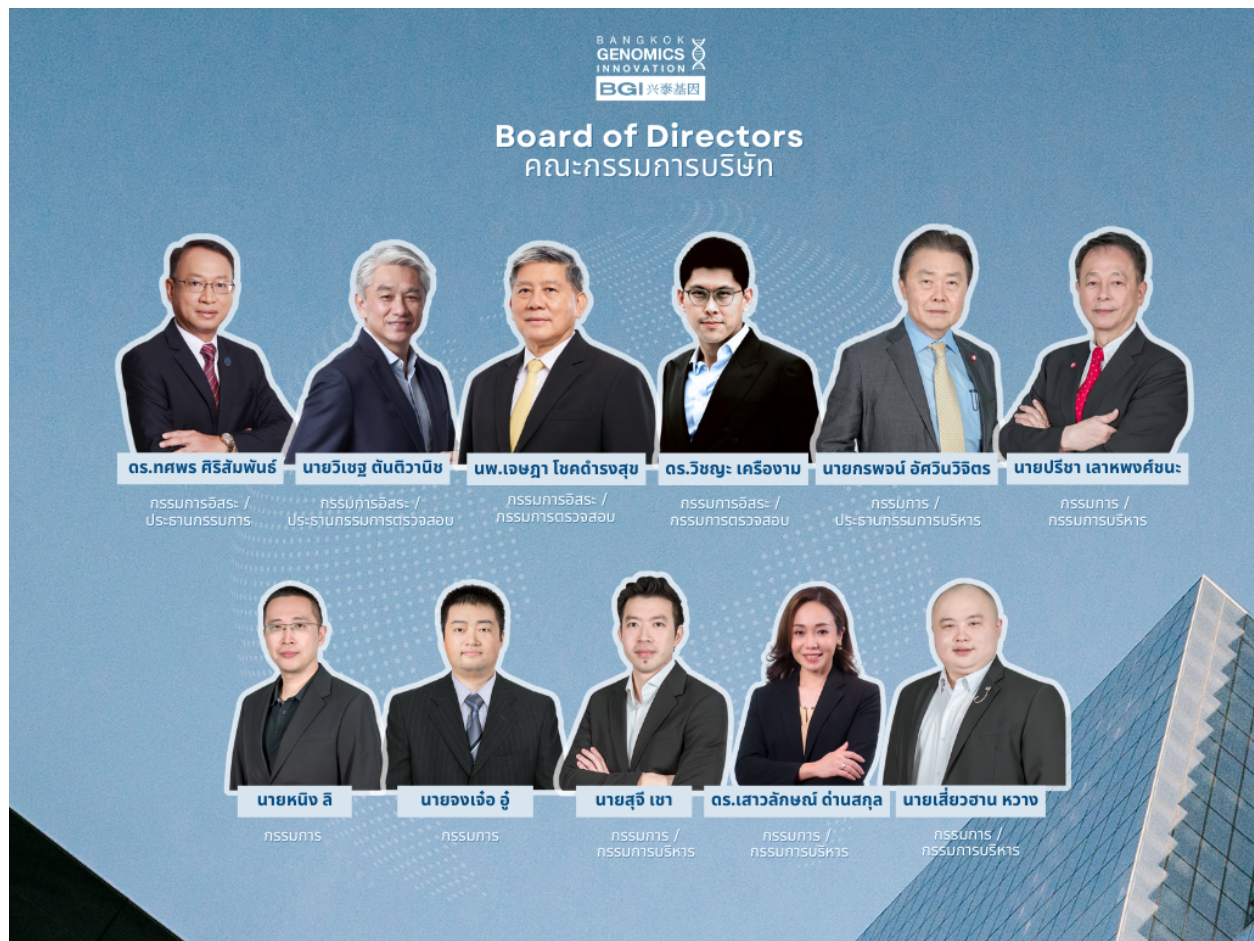 BANGKOK
GENOMICS
INNOVATION
BGI 兴泰基因
Board of Directors
คณะกรรมการบริษัท
ดร.ทศพร ศิริสัมพันธ์
นายวิเชฐ ตันติวานิช
นพ.เจษฎา โชคดำรงสุข
ดร.วิชญะ เครืองาม
นายกรพจน์ อัศวินวิจิตร
นายปรีชา เลาหพงศ์ชนะ
กรรมการอิสระ /
ประธานกรรมการ
กรรมการอิสระ /
ประธานกรรมการตรวจสอบ
กรรมการอิสระ /
กรรมการตรวจสอบ
กรรมการอิสระ /
กรรมการตรวจสอบ
กรรมการ /
ประธานกรรมการบริหาร
กรรมการ /
กรรมการบริหาร
นายหนิง ลิ
นายจงเจ๋อ อู๋
นายสุจี เชา
ดร.เสาวลักษณ์ ด่านสกุล
นายเสี่ยวฮาน หวาง
กรรมการ
กรรมการ
กรรมการ /
กรรมการบริหาร
กรรมการ /
กรรมการบริหาร
กรรมการ /
กรรมการบริหาร